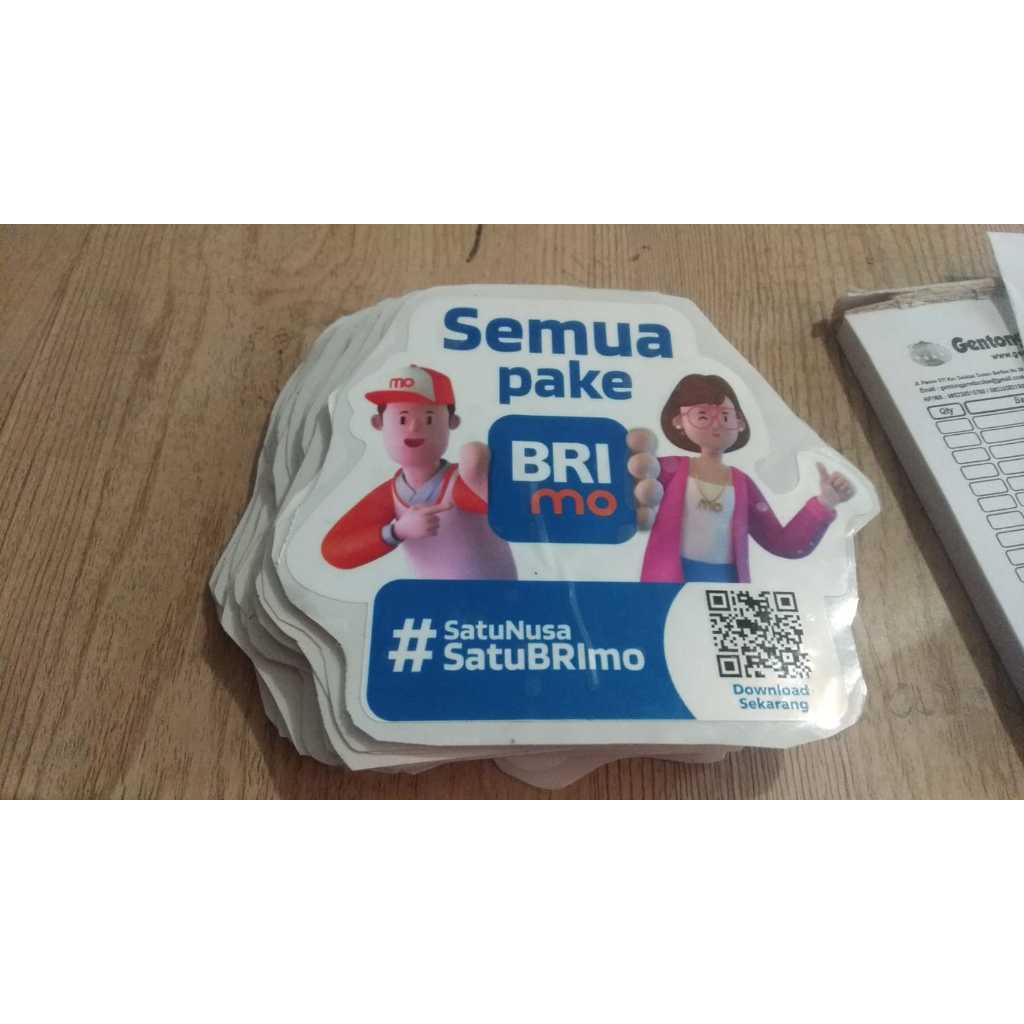 Semua
pake
mo
BRI
mo
mo
#SatuNusa
SatuBRImo
Download
Sekarang
Qty